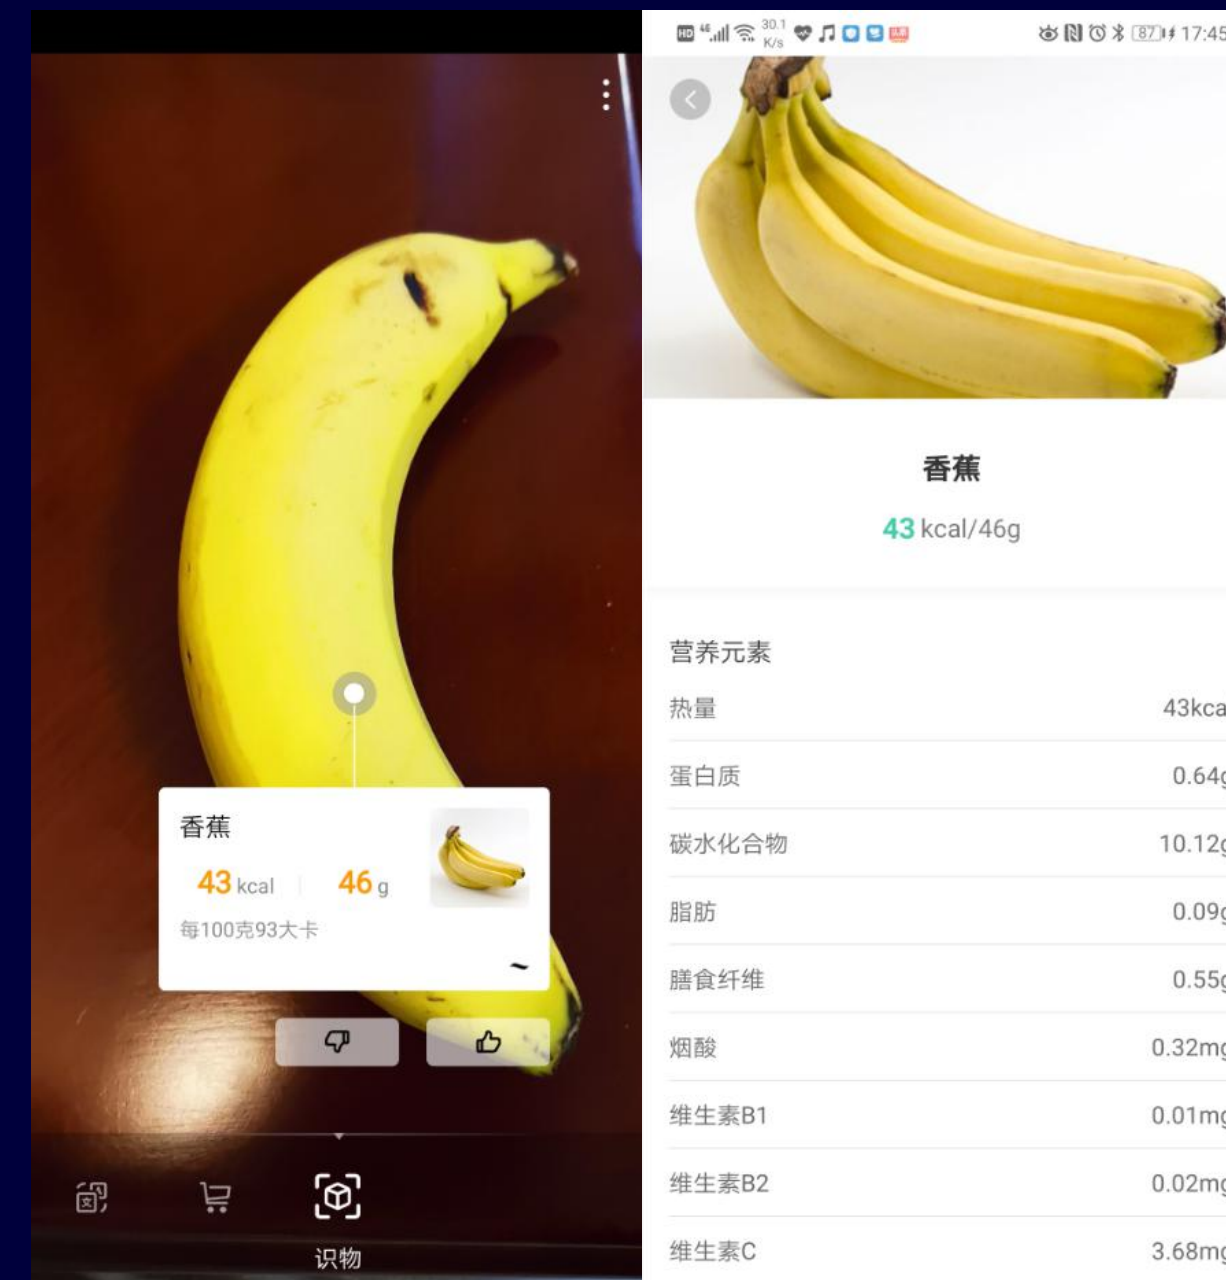 香蕉
43 kcal
46 g
每100克93大卡
识物
HD 46 30.1 K/s
87 17:45
香蕉
43 kcal/46g
营养元素
热量 43kca
蛋白质 0.64g
碳水化合物 10.12g
脂肪 0.09g
膳食纤维 0.55g
烟酸 0.32mg
维生素B1 0.01mg
维生素B2 0.02mg
维生素C 3.68mg